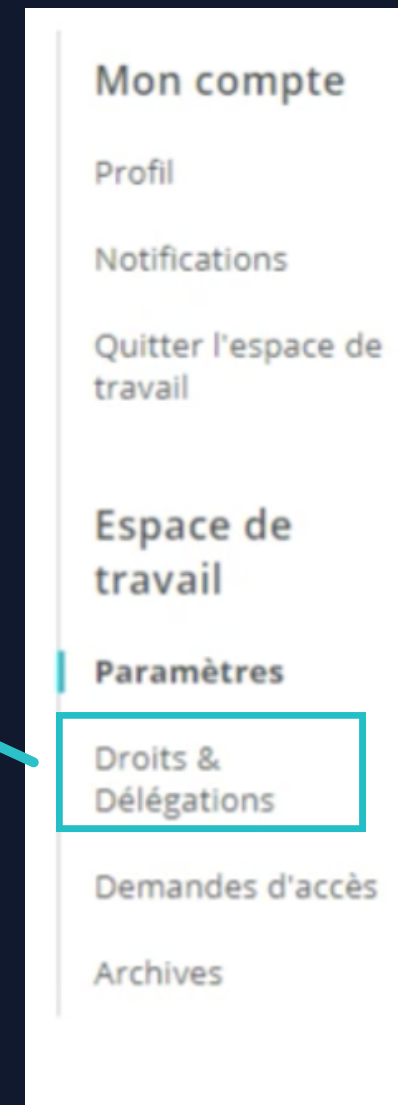 Mon compte
Profil
Notifications
Quitter l'espace de
travail
Espace de
travail
Paramètres
Droits &
Délégations
Demandes d'accès
Archives